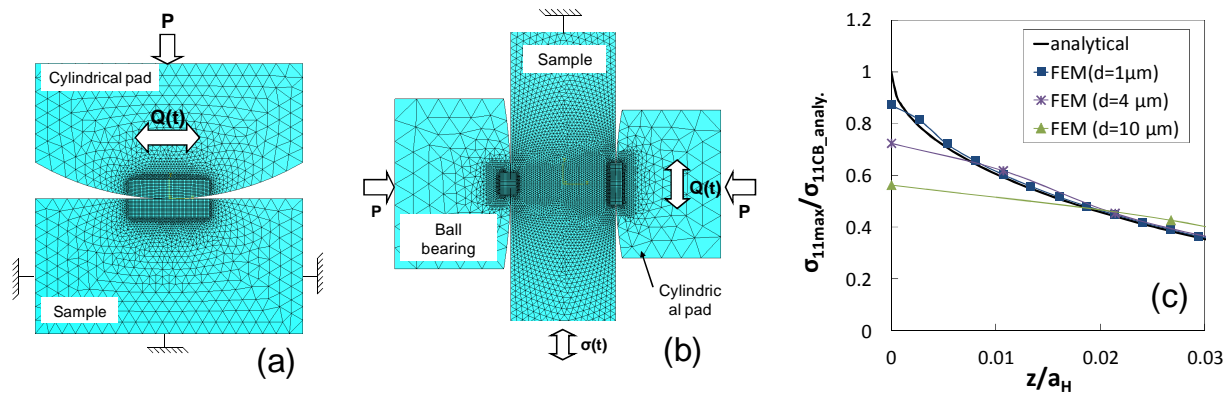 P
Cylindrical pad
Q(t)
Sample
(a)
Sample
P
Q(t)
P
Ball
bearing
Cylindric
al pad
σ(t)
(b)
σ11max/σ11CB_analy.
1.2
1
0.8
0.6
0.4
0.2
0
analytical
FEM(d=1μm)
FEM (d=4 μm)
FEM (d=10 μm)
(c)
0
0.01
0.02
0.03
z/aH